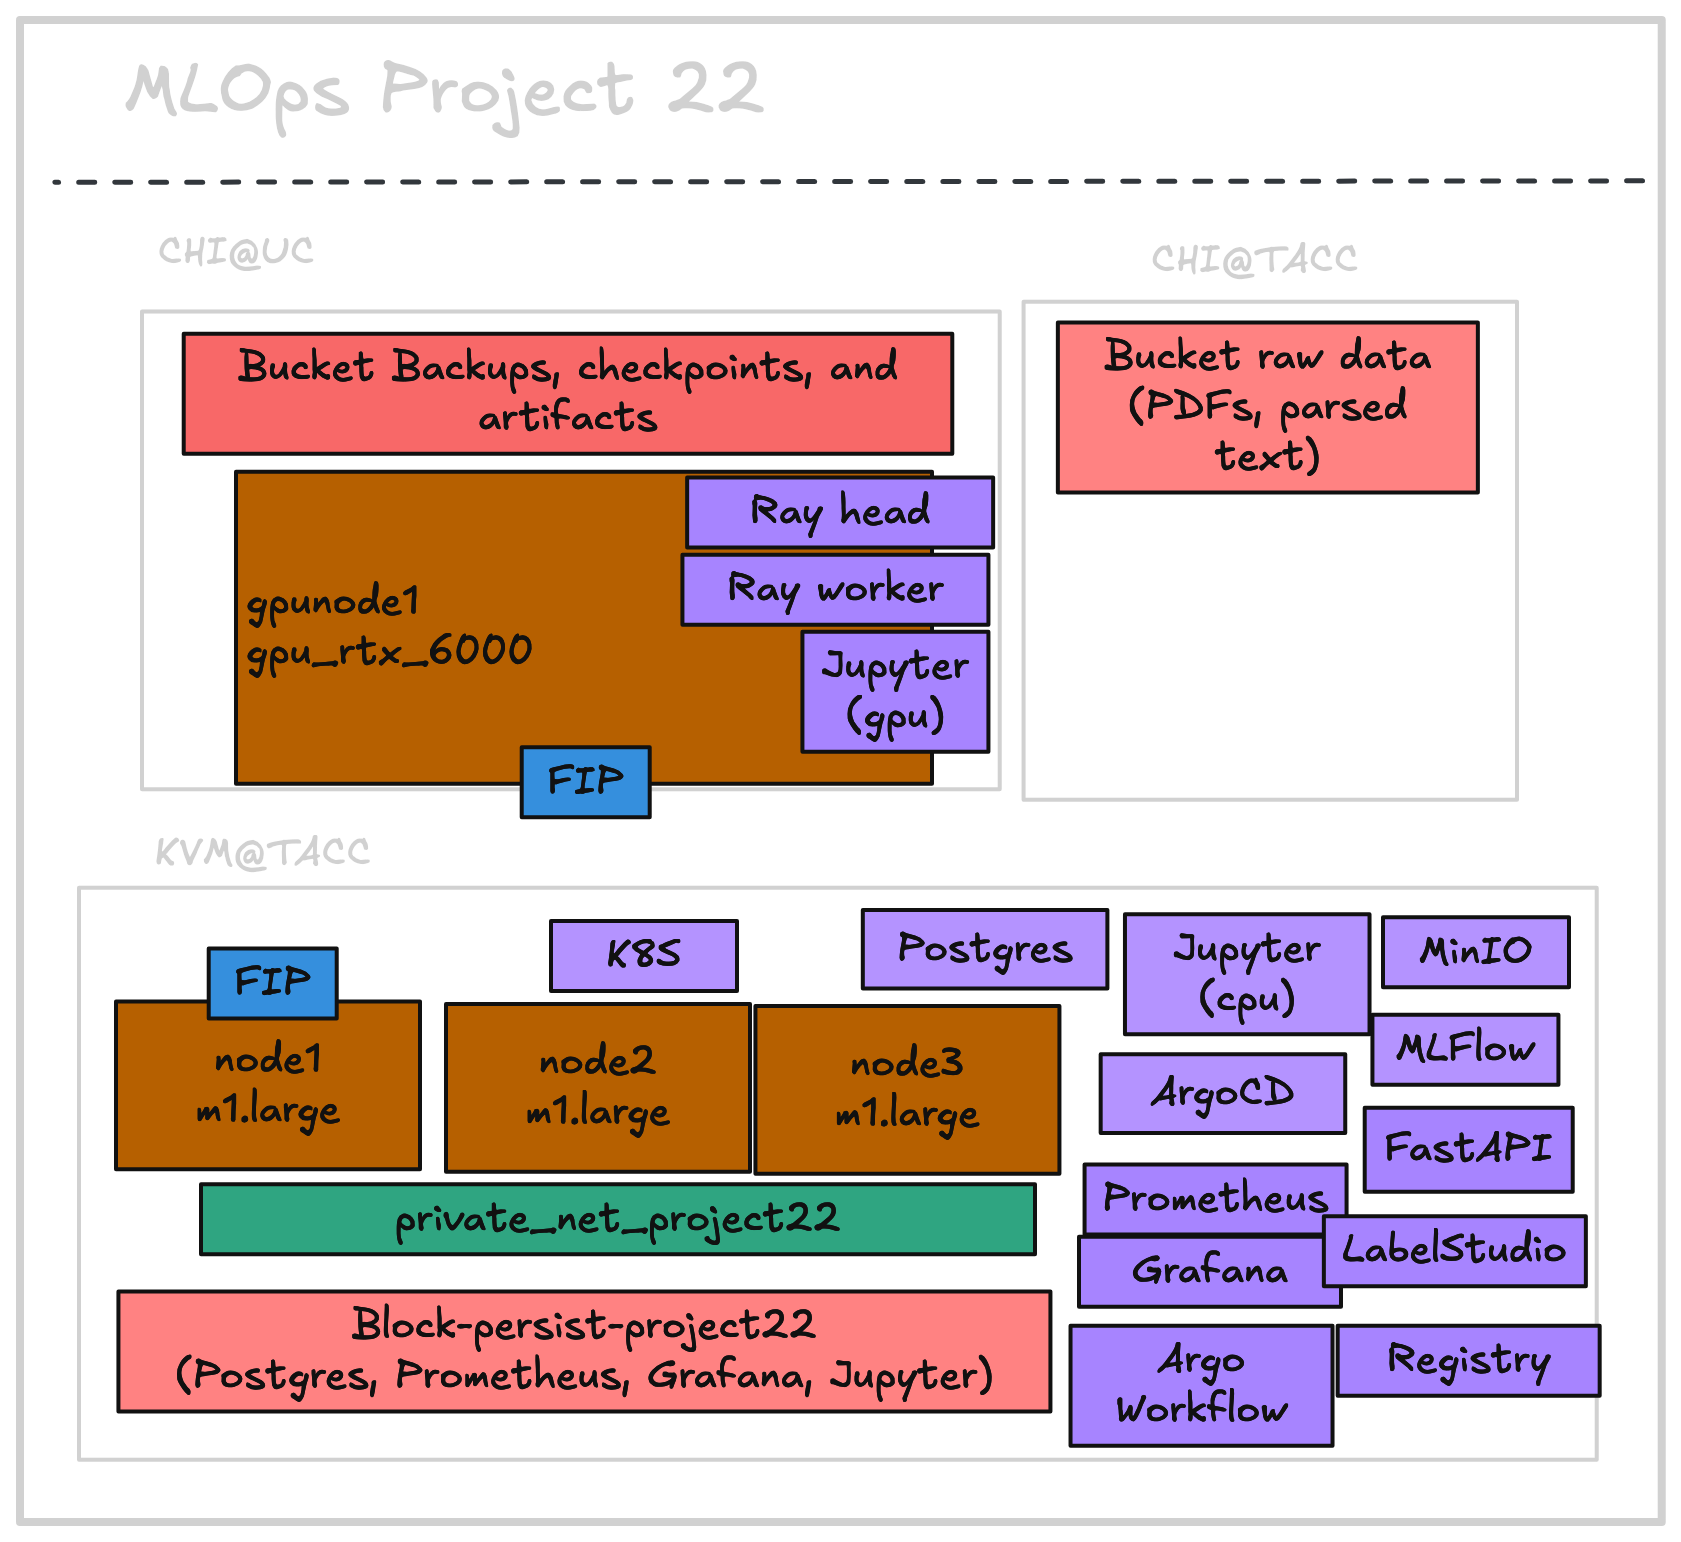 MLOps Project 22
CHI@UC
CHI@TACC
Bucket Backups, checkpoints, and
artifacts
Bucket raw data
(PDFs, parsed
text)
Ray head
Ray worker
gpunode1
gpu_rtx_6000
Jupyter
(gpu)
FIP
KVM@TACC
FIP
K8S
Postgres
Jupyter
(cpu)
MinIO
node1
m1.large
node2
m1.large
node3
m1.large
MLFlow
ArgoCD
FastAPI
Prometheus
private_net_project22
LabelStudio
Grafana
Block-persist-project22
(Postgres, Prometheus, Grafana, Jupyter)
Argo
Workflow
Registry